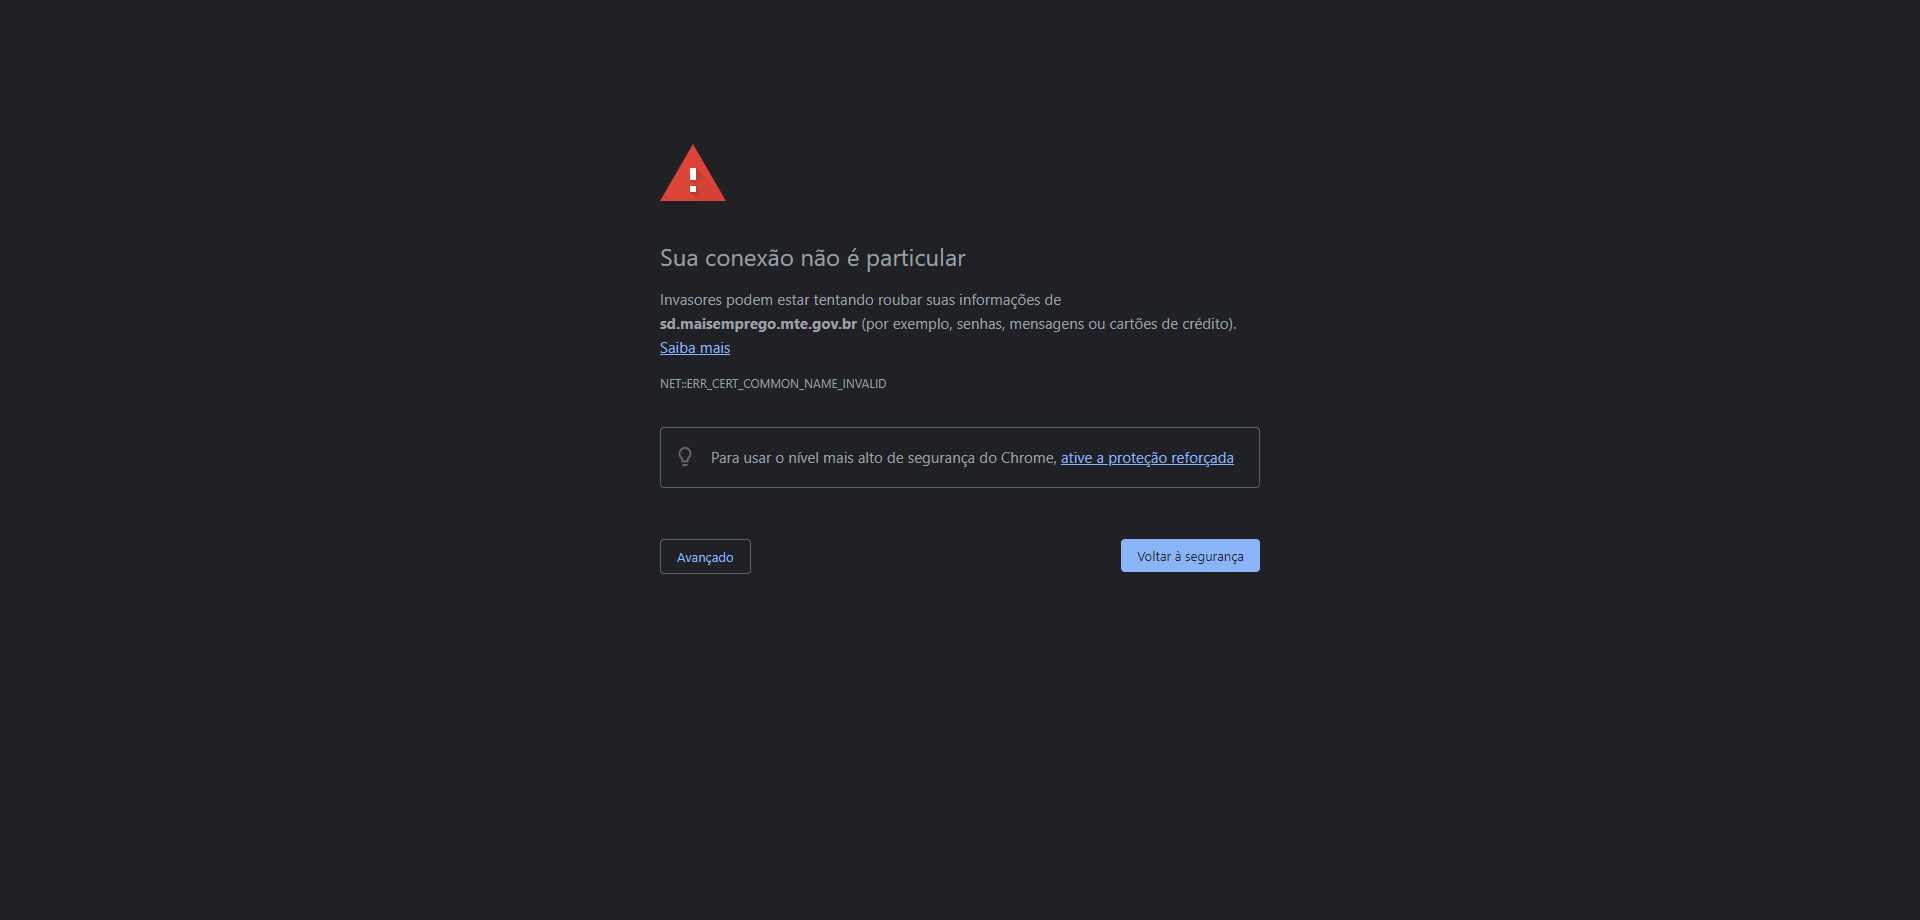 Sua conexão não é particular
Invasores podem estar tentando roubar suas informações de
sd.maisemprego.mte.gov.br (por exemplo, senhas, mensagens ou cartões de crédito).
Saiba mais
NET::ERR_CERT_COMMON_NAME_INVALID
Para usar o nível mais alto de segurança do Chrome, ative a proteção reforçada
Avançado
Voltar à segurança